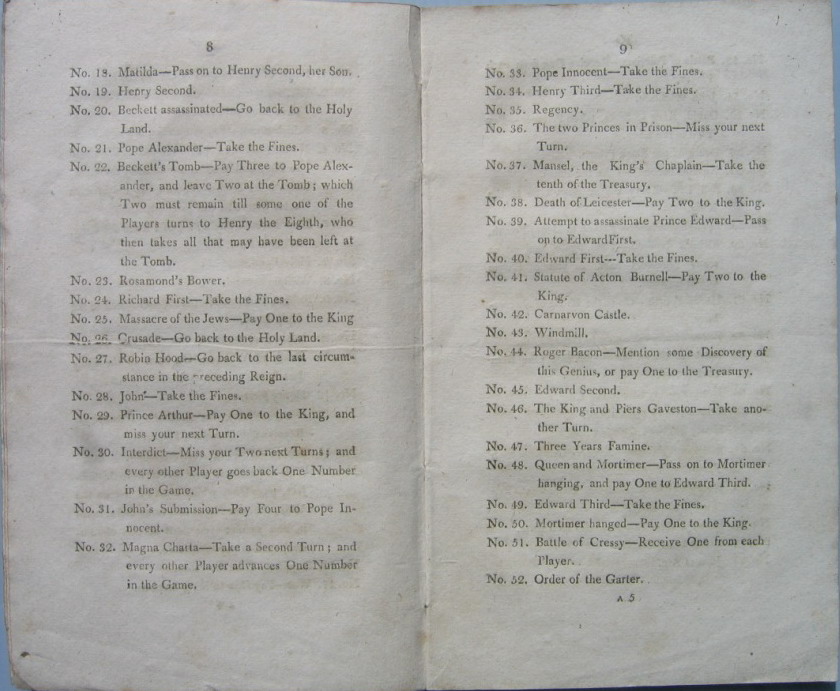 8
No. 18. Matilda—Pass on to Henry Second, her Son.
No. 19. Henry Second.
No. 20. Beckett assassinated—Go back to the Holy
Land.
No. 21. Pope Alexander—Take the Fines.
No. 22. Beckett's Tomb—Pay Three to Pope Alex-
ander, and leave Two at the Tomb; which
Two must remain till some one of the
Players turns to Henry the Eighth, who
then takes all that may have been left at
the Tomb.
No. 23. Rosamond's Bower.
No. 24. Richard First—Take the Fines.
No. 25. Massacre of the Jews—Pay One to the King
No. 26. Crusade—Go back to the Holy Land.
No. 27. Robin Hood—Go back to the last circum-
stance in the preceding Reign.
No. 28. John—Take the Fines.
No. 29. Prince Arthur—Pay One to the King, and
miss your next Turn.
No. 30. Interdict—Miss your Two next Turns; and
every other Player goes back One Number
in the Game.
No. 31. John's Submission—Pay Four to Pope In-
nocent.
No. 32. Magna Charta—Take a Second Turn; and
every other Player advances One Number
in the Game.
9
No. 33. Pope Innocent—Take the Fines.
No. 34. Henry Third—Take the Fines.
No. 35. Regency.
No. 36. The two Princes in Prison—Miss your next
Turn.
No. 37. Mansel, the King's Chaplain—Take the
tenth of the Treasury.
No. 38. Death of Leicester—Pay Two to the King.
No. 39. Attempt to assassinate Prince Edward—Pass
on to Edward First.
No. 40. Edward First—Take the Fines.
No. 41. Statute of Acton Burnell—Pay Two to the
King.
No. 42. Carnarvon Castle.
No. 43. Windmill.
No. 44. Roger Bacon—Mention some Discovery of
this Genius, or pay One to the Treasury.
No. 45. Edward Second.
No. 46. The King and Piers Gaveston—Take ano-
ther Turn.
No. 47. Three Years Famine.
No. 48. Queen and Mortimer—Pass on to Mortimer
hanging, and pay One to Edward Third.
No. 49. Edward Third—Take the Fines.
No. 50. Mortimer hanged—Pay One to the King.
No. 51. Battle of Cressy—Receive One from each
Player.
No. 52. Order of the Garter.
A 5